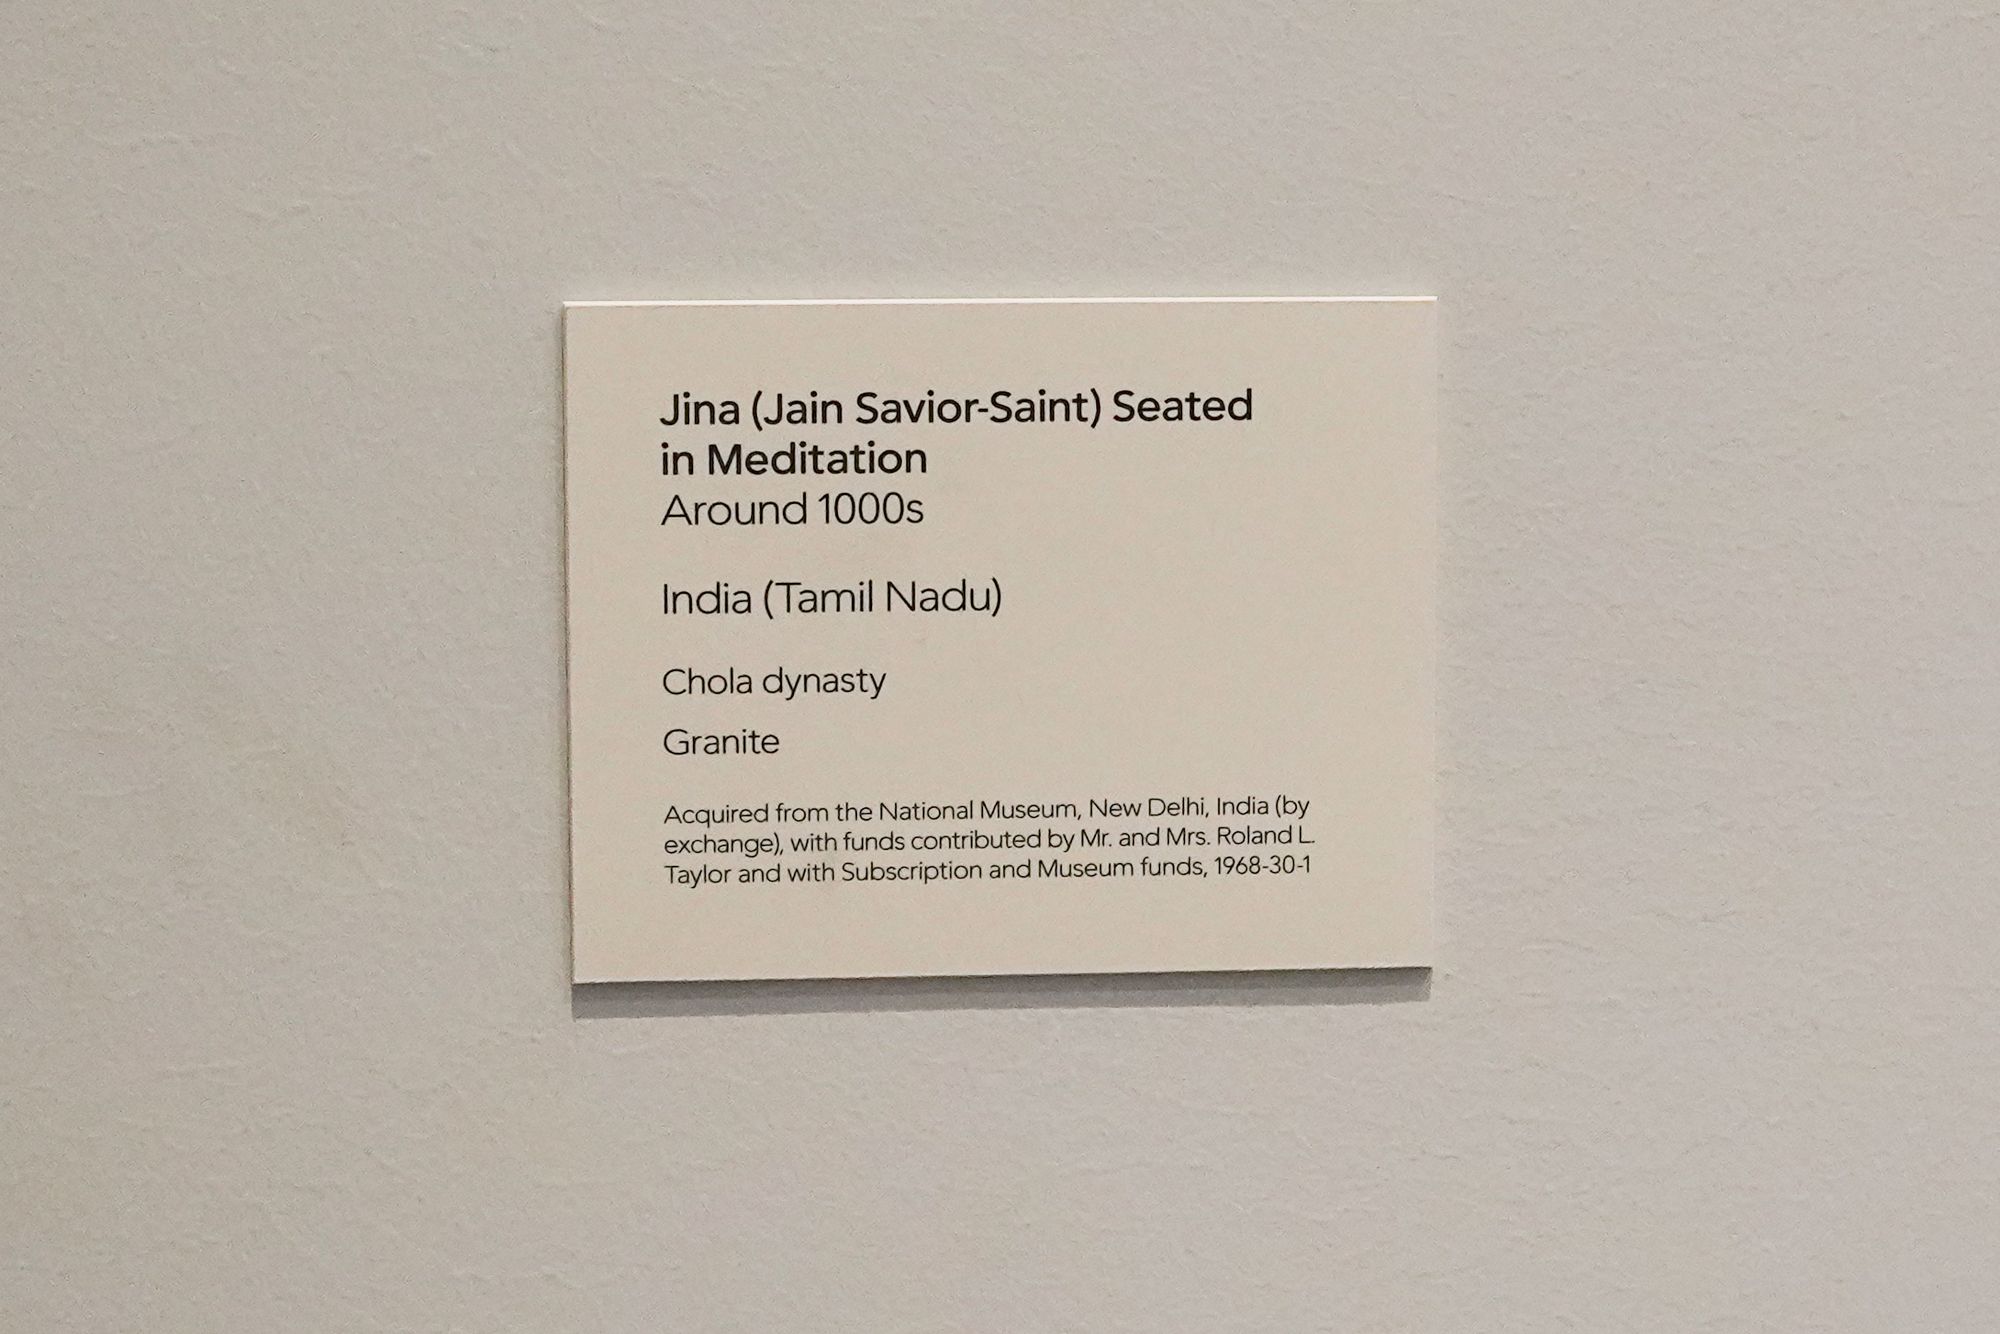 Jina (Jain Savior-Saint) Seated
in Meditation
Around 1000s
India (Tamil Nadu)
Chola dynasty
Granite
Acquired from the National Museum, New Delhi, India (by
exchange), with funds contributed by Mr. and Mrs. Roland L.
Taylor and with Subscription and Museum funds, 1968-30-1